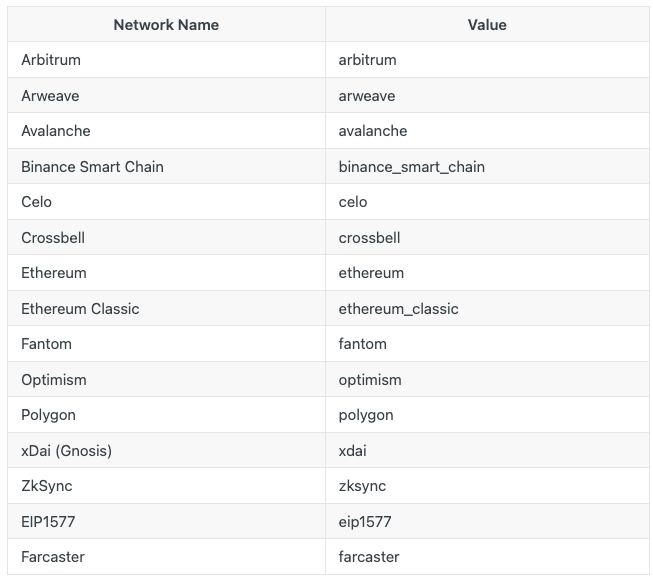 Network Name Value
Arbitrum arbitrum
Arweave arweave
Avalanche avalanche
Binance Smart Chain binance_smart_chain
Celo celo
Crossbell crossbell
Ethereum ethereum
Ethereum Classic ethereum_classic
Fantom fantom
Optimism optimism
Polygon polygon
xDai (Gnosis) xdai
ZkSync zksync
EIP1577 eip1577
Farcaster farcaster